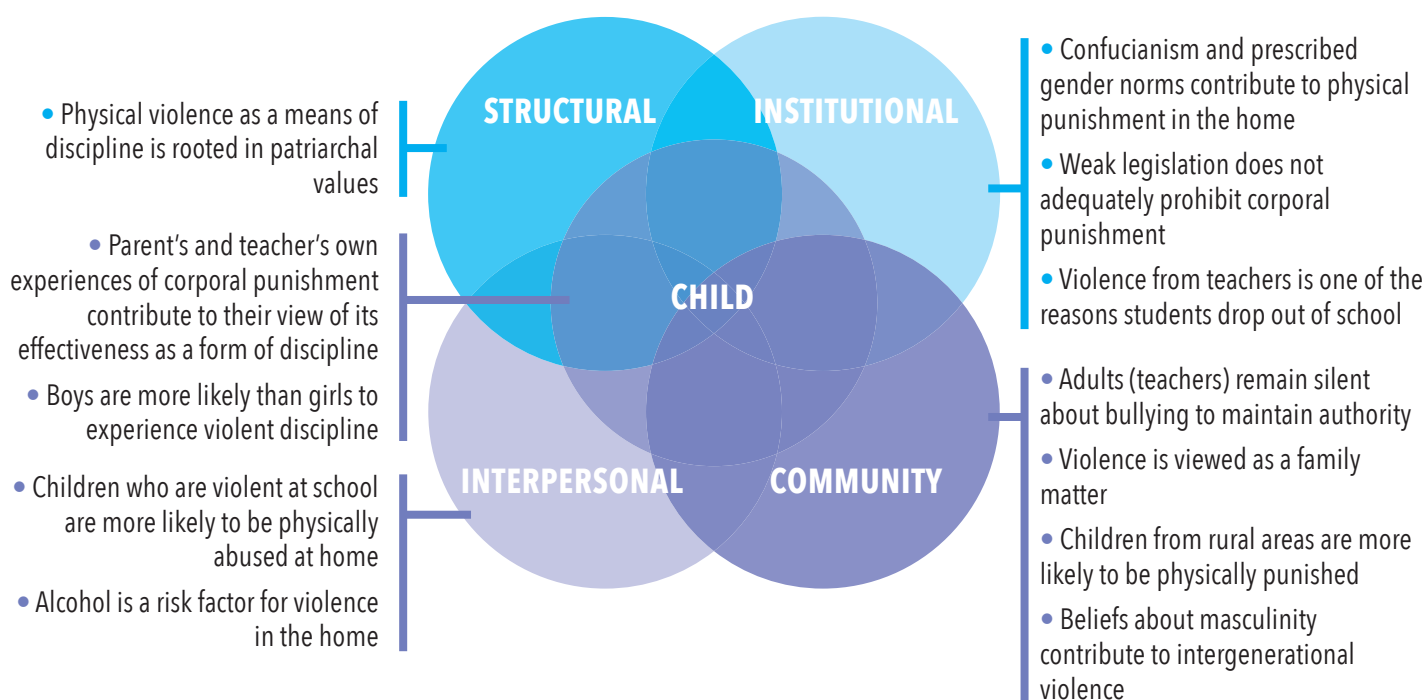 • Physical violence as a means of
discipline is rooted in patriarchal
values
• Parent's and teacher's own
experiences of corporal punishment
contribute to their view of its
effectiveness as a form of discipline
• Boys are more likely than girls to
experience violent discipline
• Children who are violent at school
are more likely to be physically
abused at home
• Alcohol is a risk factor for violence
in the home
STRUCTURAL
INSTITUTIONAL
CHILD
INTERPERSONAL
COMMUNITY
• Confucianism and prescribed
gender norms contribute to physical
punishment in the home
• Weak legislation does not
adequately prohibit corporal
punishment
• Violence from teachers is one of the
reasons students drop out of school
• Adults (teachers) remain silent
about bullying to maintain authority
• Violence is viewed as a family
matter
• Children from rural areas are more
likely to be physically punished
• Beliefs about masculinity
contribute to intergenerational
violence